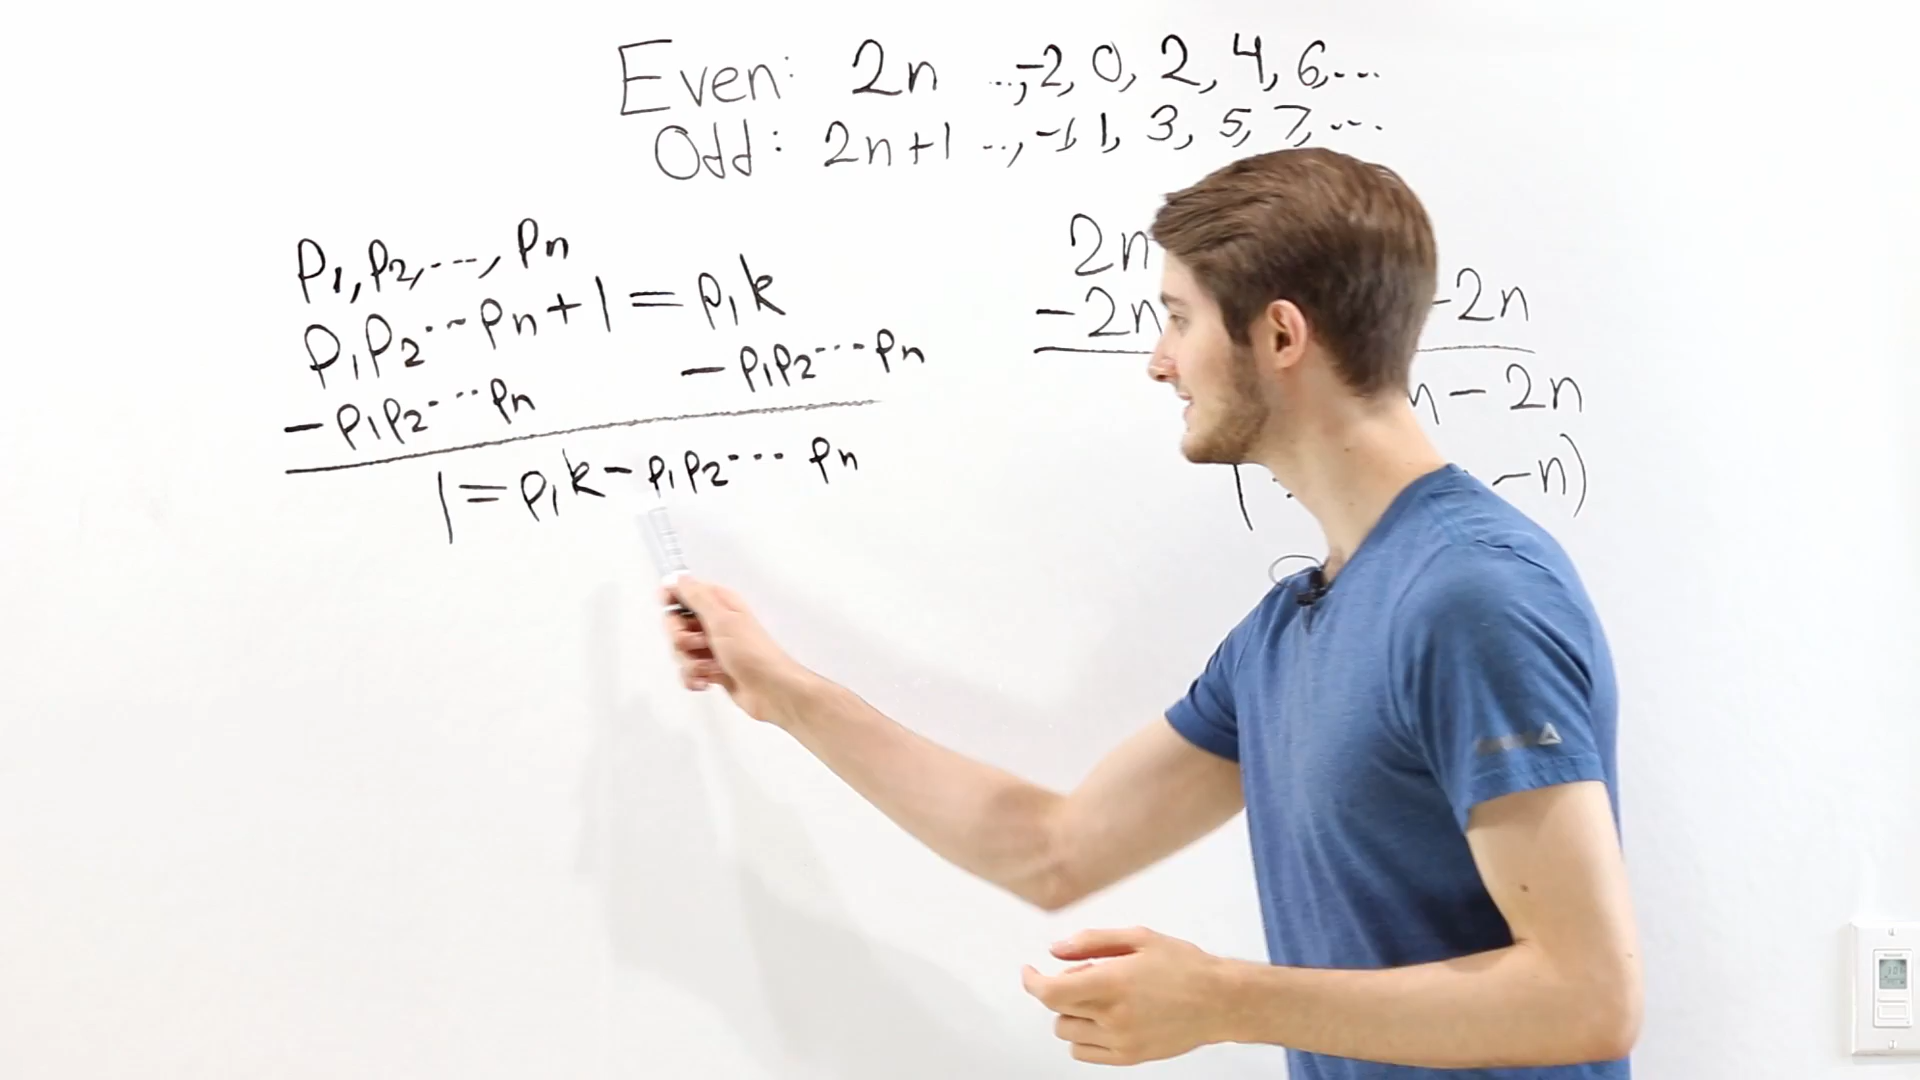 Even: 2n ..., -2, 0, 2, 4, 6, ...
Odd: 2n+1 ..., -1, 1, 3, 5, 7, ...
p₁, p₂, ..., pₙ
p₁p₂⋯pₙ + 1 = p₁k
- p₁p₂⋯pₙ - p₁p₂⋯pₙ
1 = p₁k - p₁p₂⋯pₙ
2n
- 2n - 2n
n - 2n
- n)